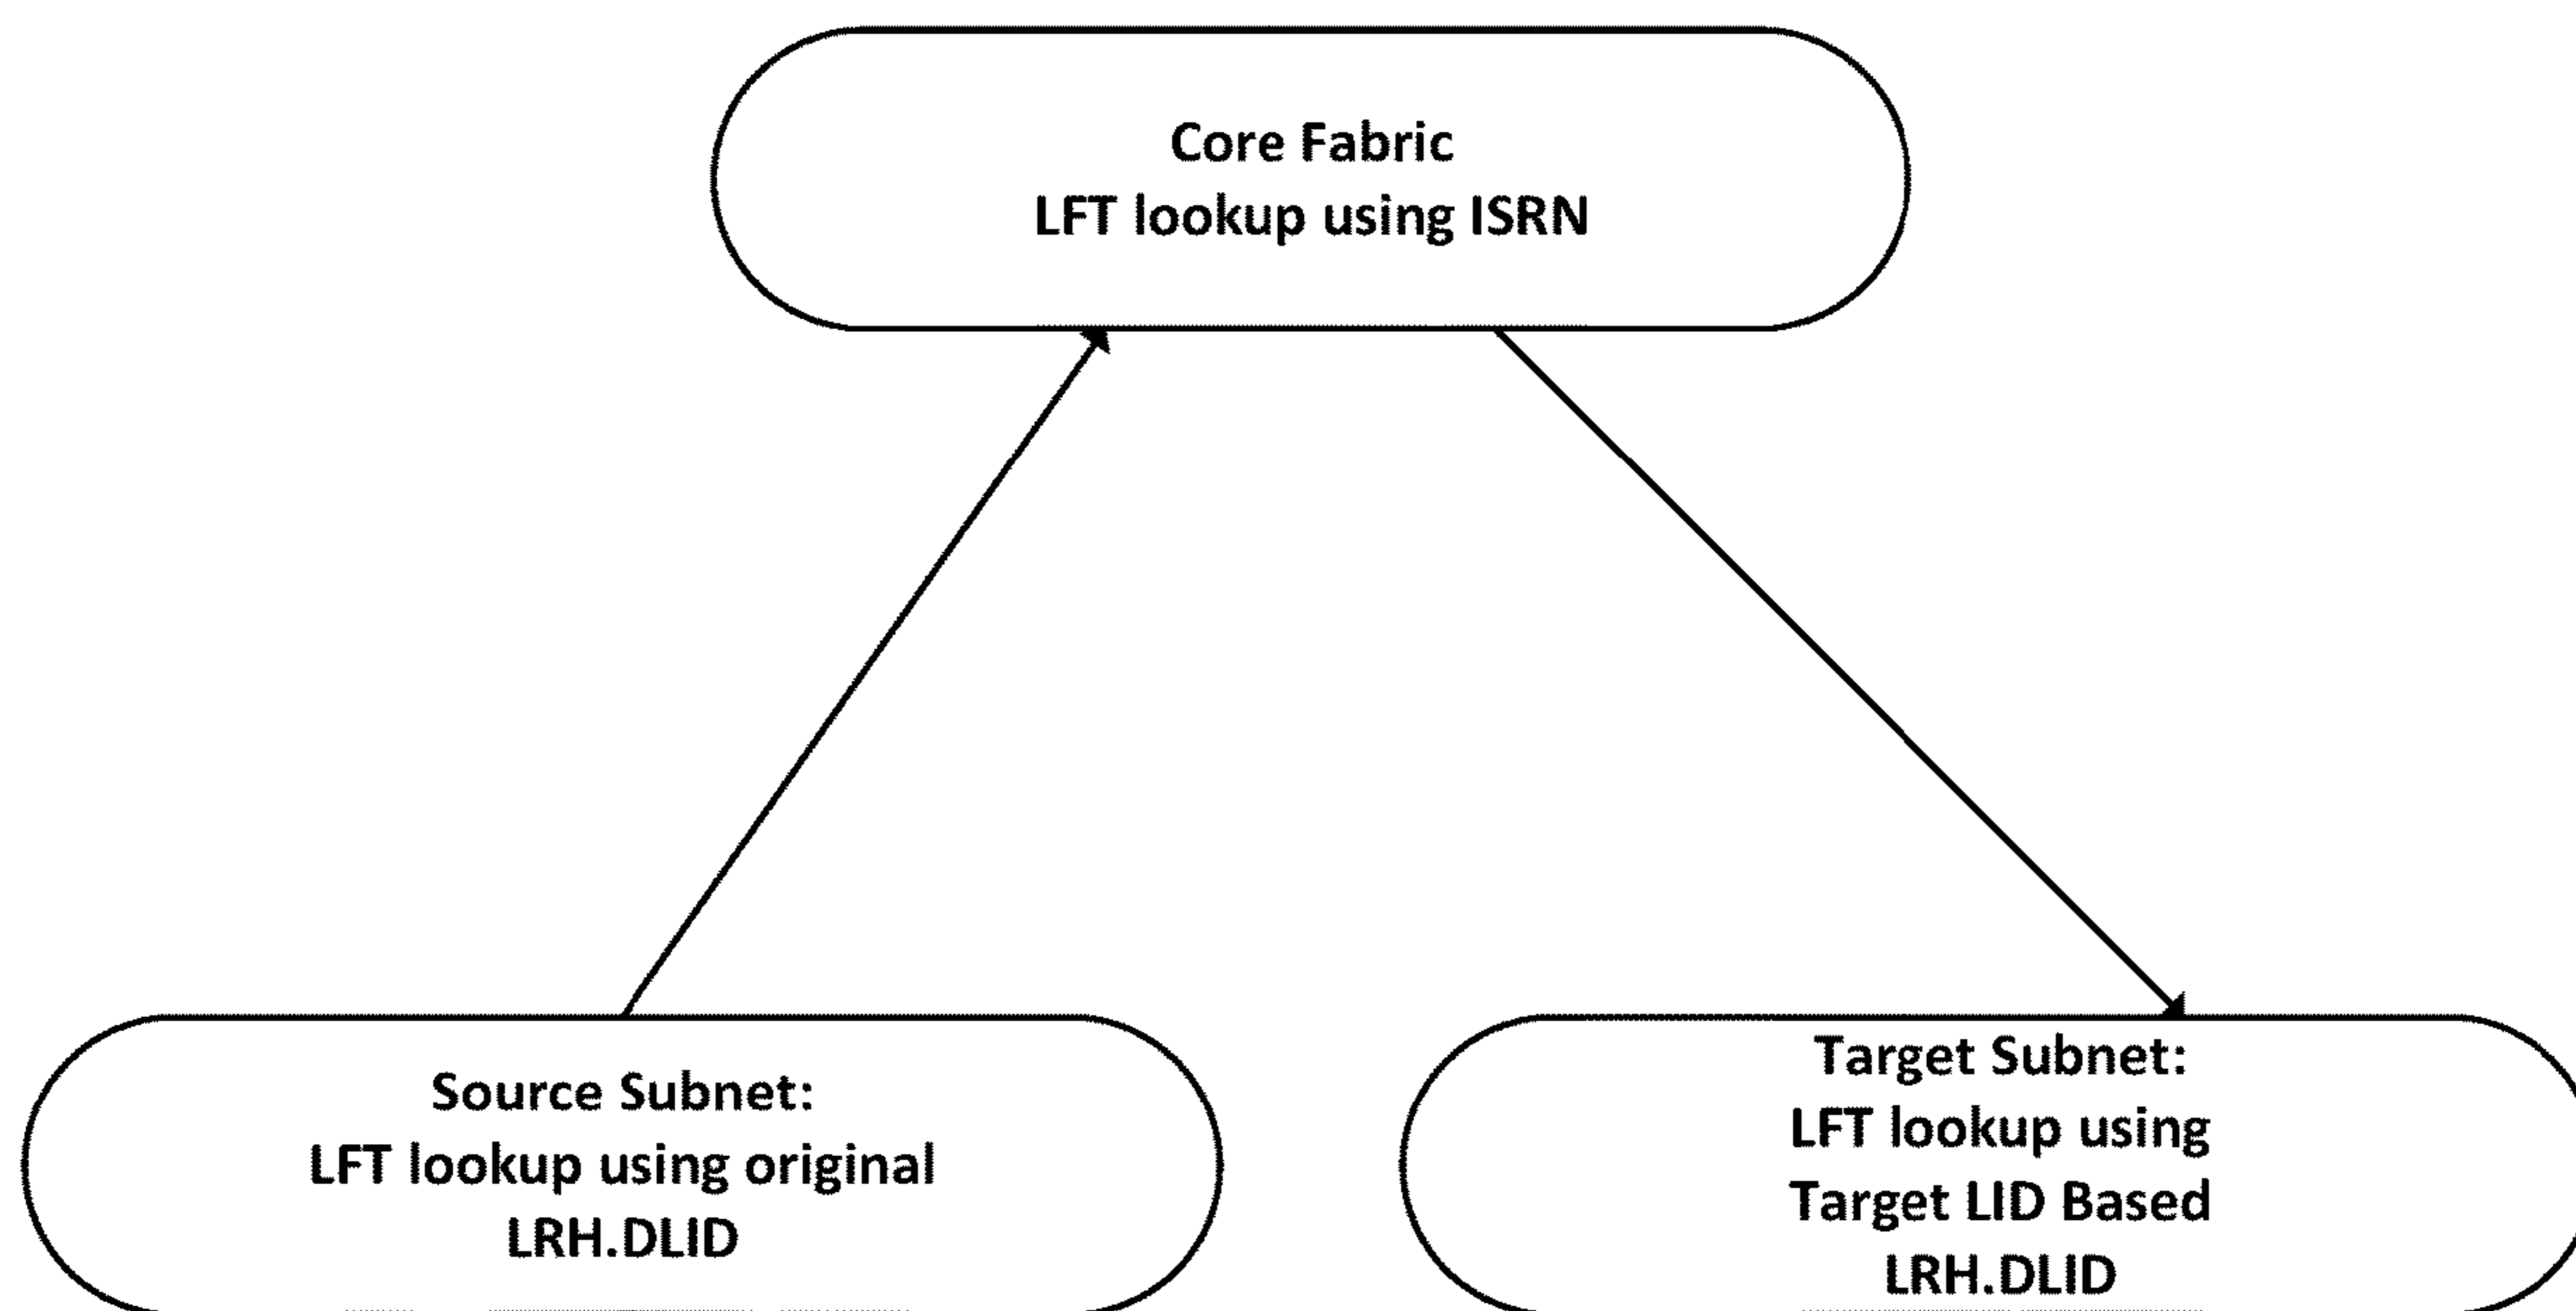 Core Fabric
LFT lookup using ISRN
Source Subnet:
LFT lookup using original
LRH.DLID
Target Subnet:
LFT lookup using
Target LID Based
LRH.DLID